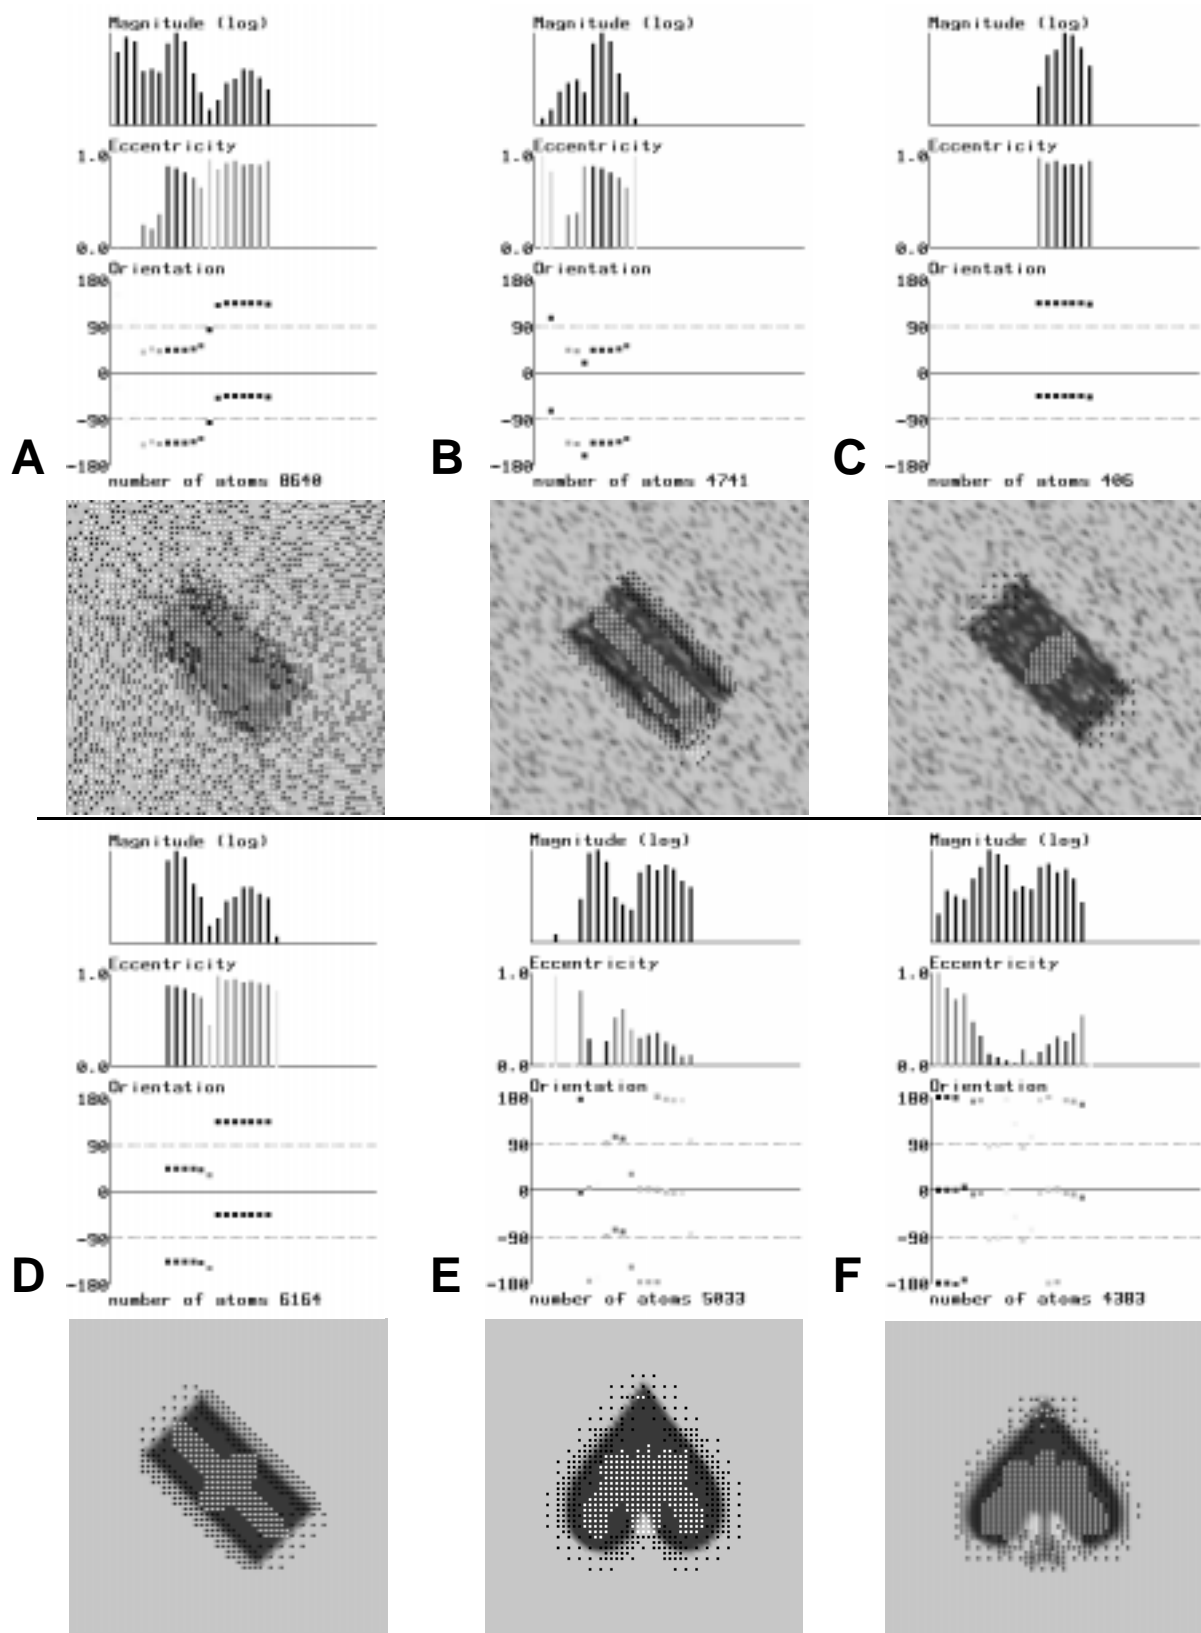 Magnitude (log)
Eccentricity
1.0
0.0
Orientation
180
90
0
-90
-180
A
number of atoms 8640
Magnitude (log)
Eccentricity
1.0
0.0
Orientation
180
90
0
-90
-180
B
number of atoms 4741
Magnitude (log)
Eccentricity
1.0
0.0
Orientation
180
90
0
-90
-180
C
number of atoms 406
Magnitude (log)
Eccentricity
1.0
0.0
Orientation
180
90
0
-90
-180
D
number of atoms 6164
Magnitude (log)
Eccentricity
1.0
0.0
Orientation
180
90
0
-90
-180
E
number of atoms 5033
Magnitude (log)
Eccentricity
1.0
0.0
Orientation
180
90
0
-90
-180
F
number of atoms 4383